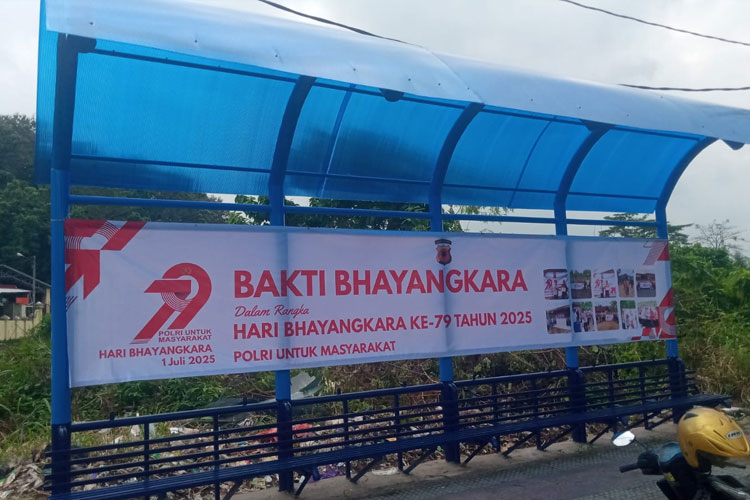 79
POLRI UNTUK
MASYARAKAT
HARI BHAYANGKARA
1 Juli 2025
BAKTI BHAYANGKARA
Dalam Rangka
HARI BHAYANGKARA KE-79 TAHUN 2025
POLRI UNTUK MASYARAKAT